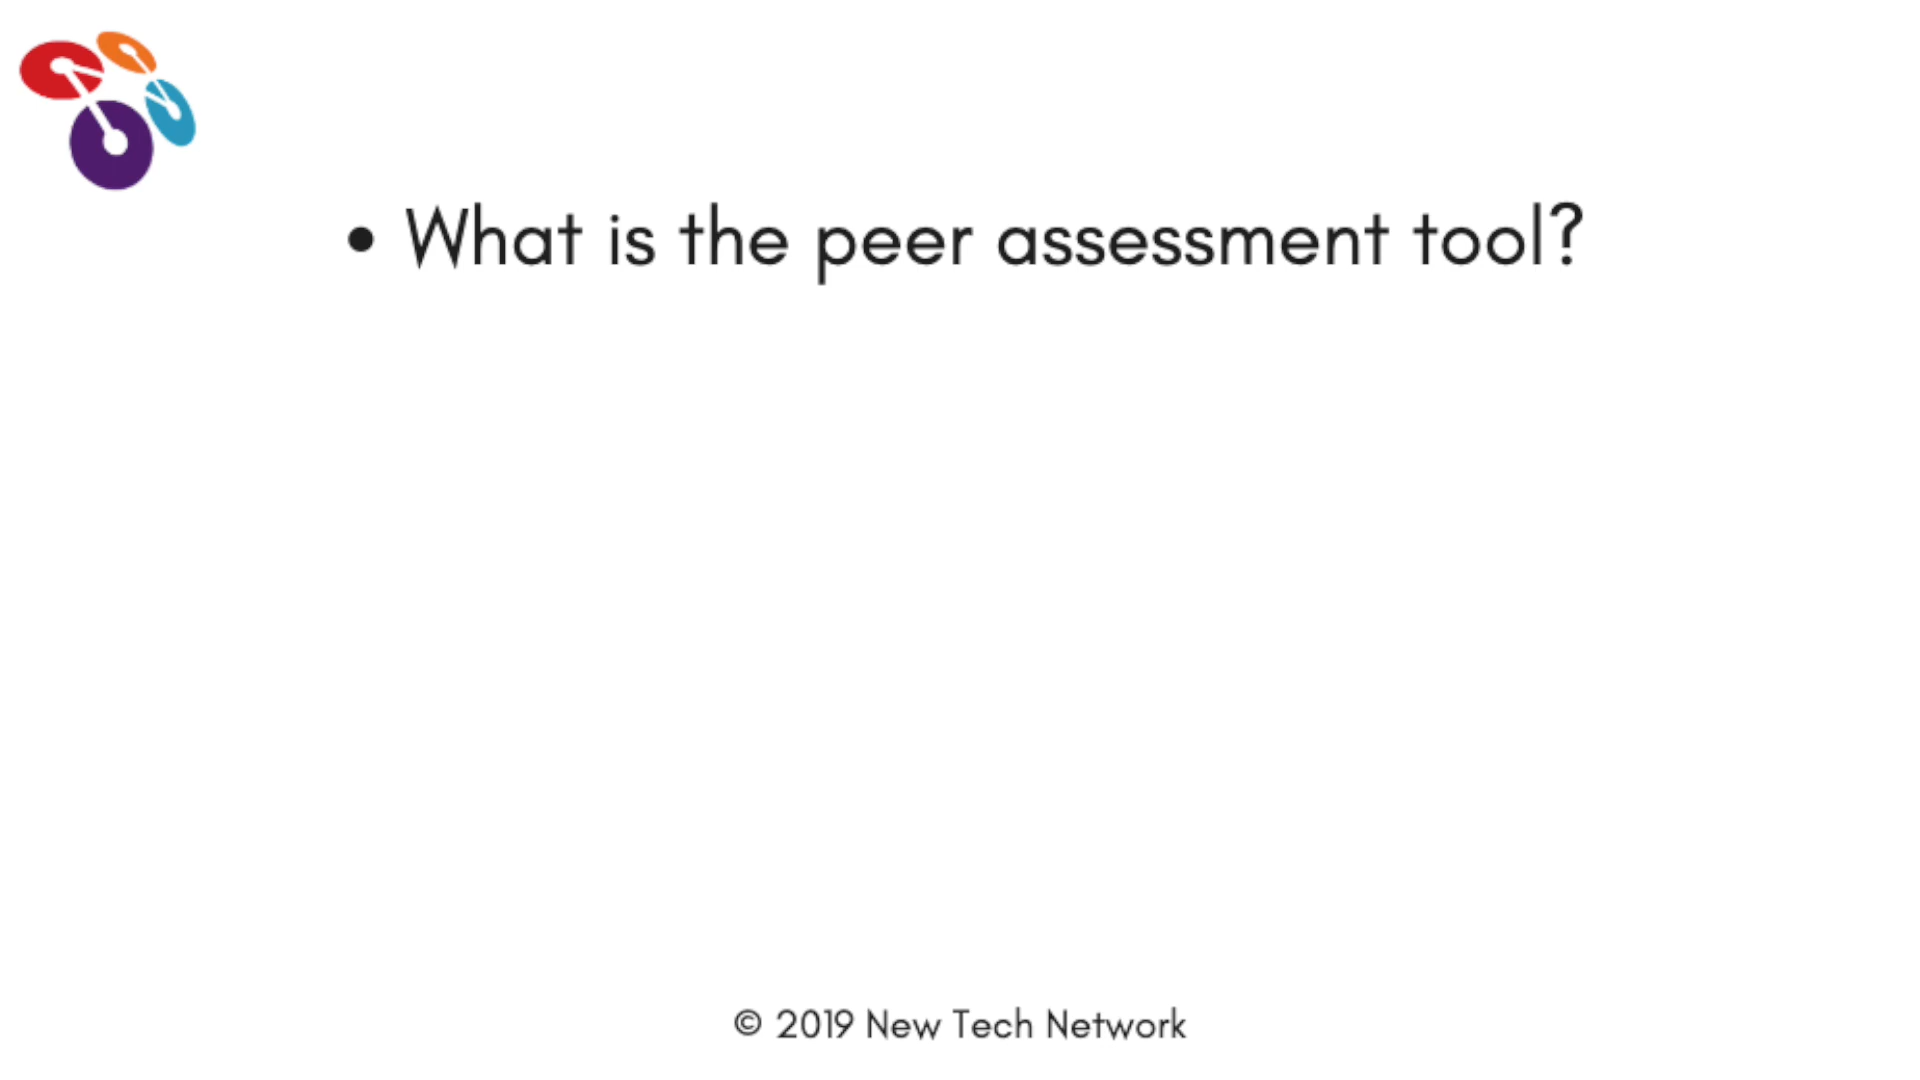 • What is the peer assessment tool?
© 2019 New Tech Network